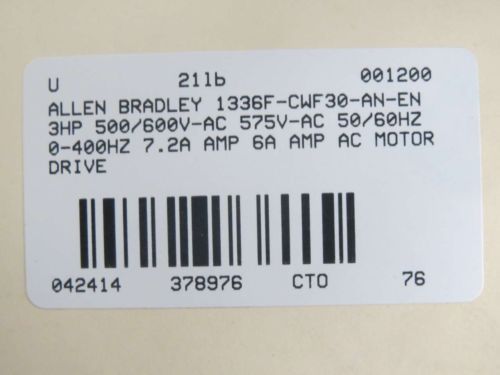 U 21lb 001200
ALLEN BRADLEY 1336F-CWF30-AN-EN
3HP 500/600V-AC 575V-AC 50/60HZ
0-400HZ 7.2A AMP 6A AMP AC MOTOR
DRIVE
042414 378976 CTO 76